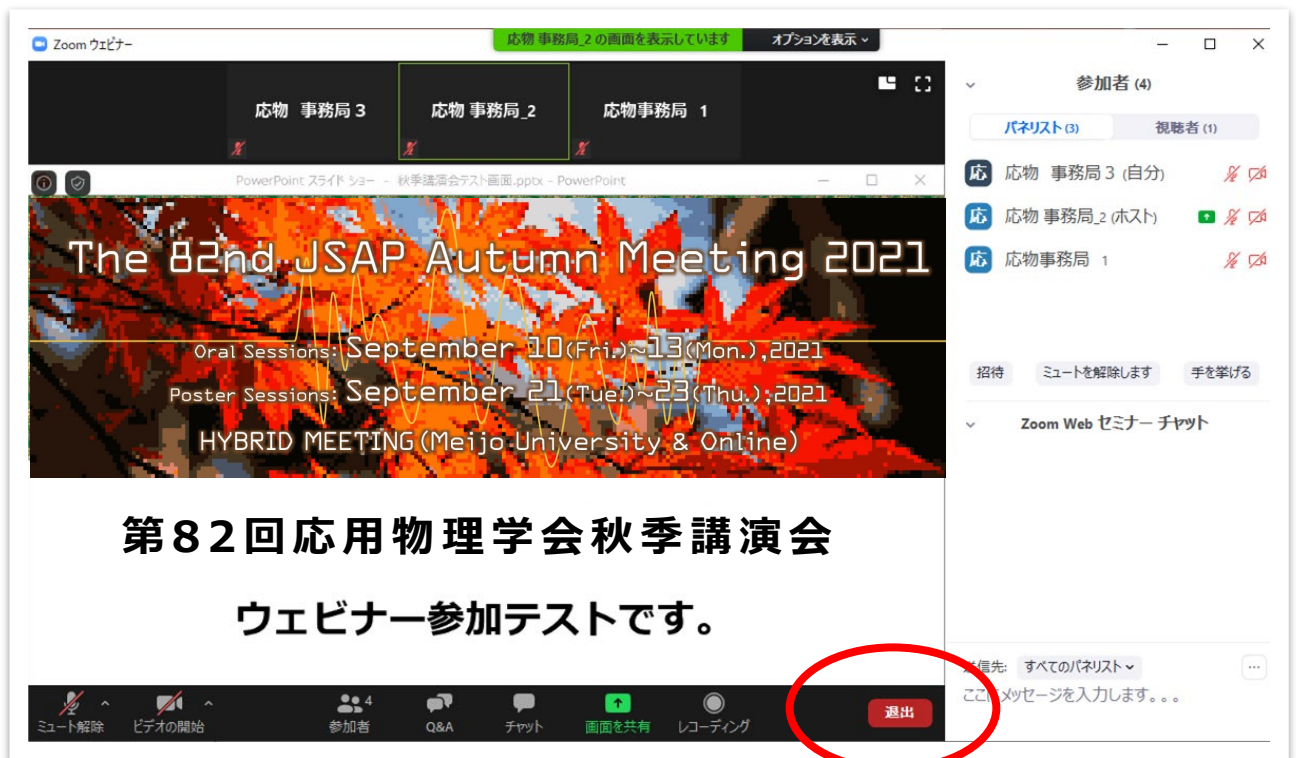 Zoom ウェビナー
応物 事務局_2 の画面を表示しています
オプションを表示
応物 事務局 3
応物 事務局_2
応物事務局 1
PowerPoint スライド ショー - 秋季講演会テスト画面.pptx - PowerPoint
The 82nd JSAP Autumn Meeting 2021
Oral Sessions: September 10(Fri.)~13(Mon.),2021
Poster Sessions: September 21(Tue.)~23(Thu.),2021
HYBRID MEETING(Meijo University & Online)
第82回応用物理学会秋季講演会
ウェビナー参加テストです。
ミュート解除
ビデオの開始
4
参加者
Q&A
チャット
画面を共有
レコーディング
退出
参加者 (4)
パネリスト (3)
視聴者 (1)
応 応物 事務局 3 (自分)
応 応物 事務局_2 (ホスト)
応 応物事務局 1
招待
ミュートを解除します
手を挙げる
Zoom Web セミナー チャット
信先: すべてのパネリスト
ここにメッセージを入力します。。。